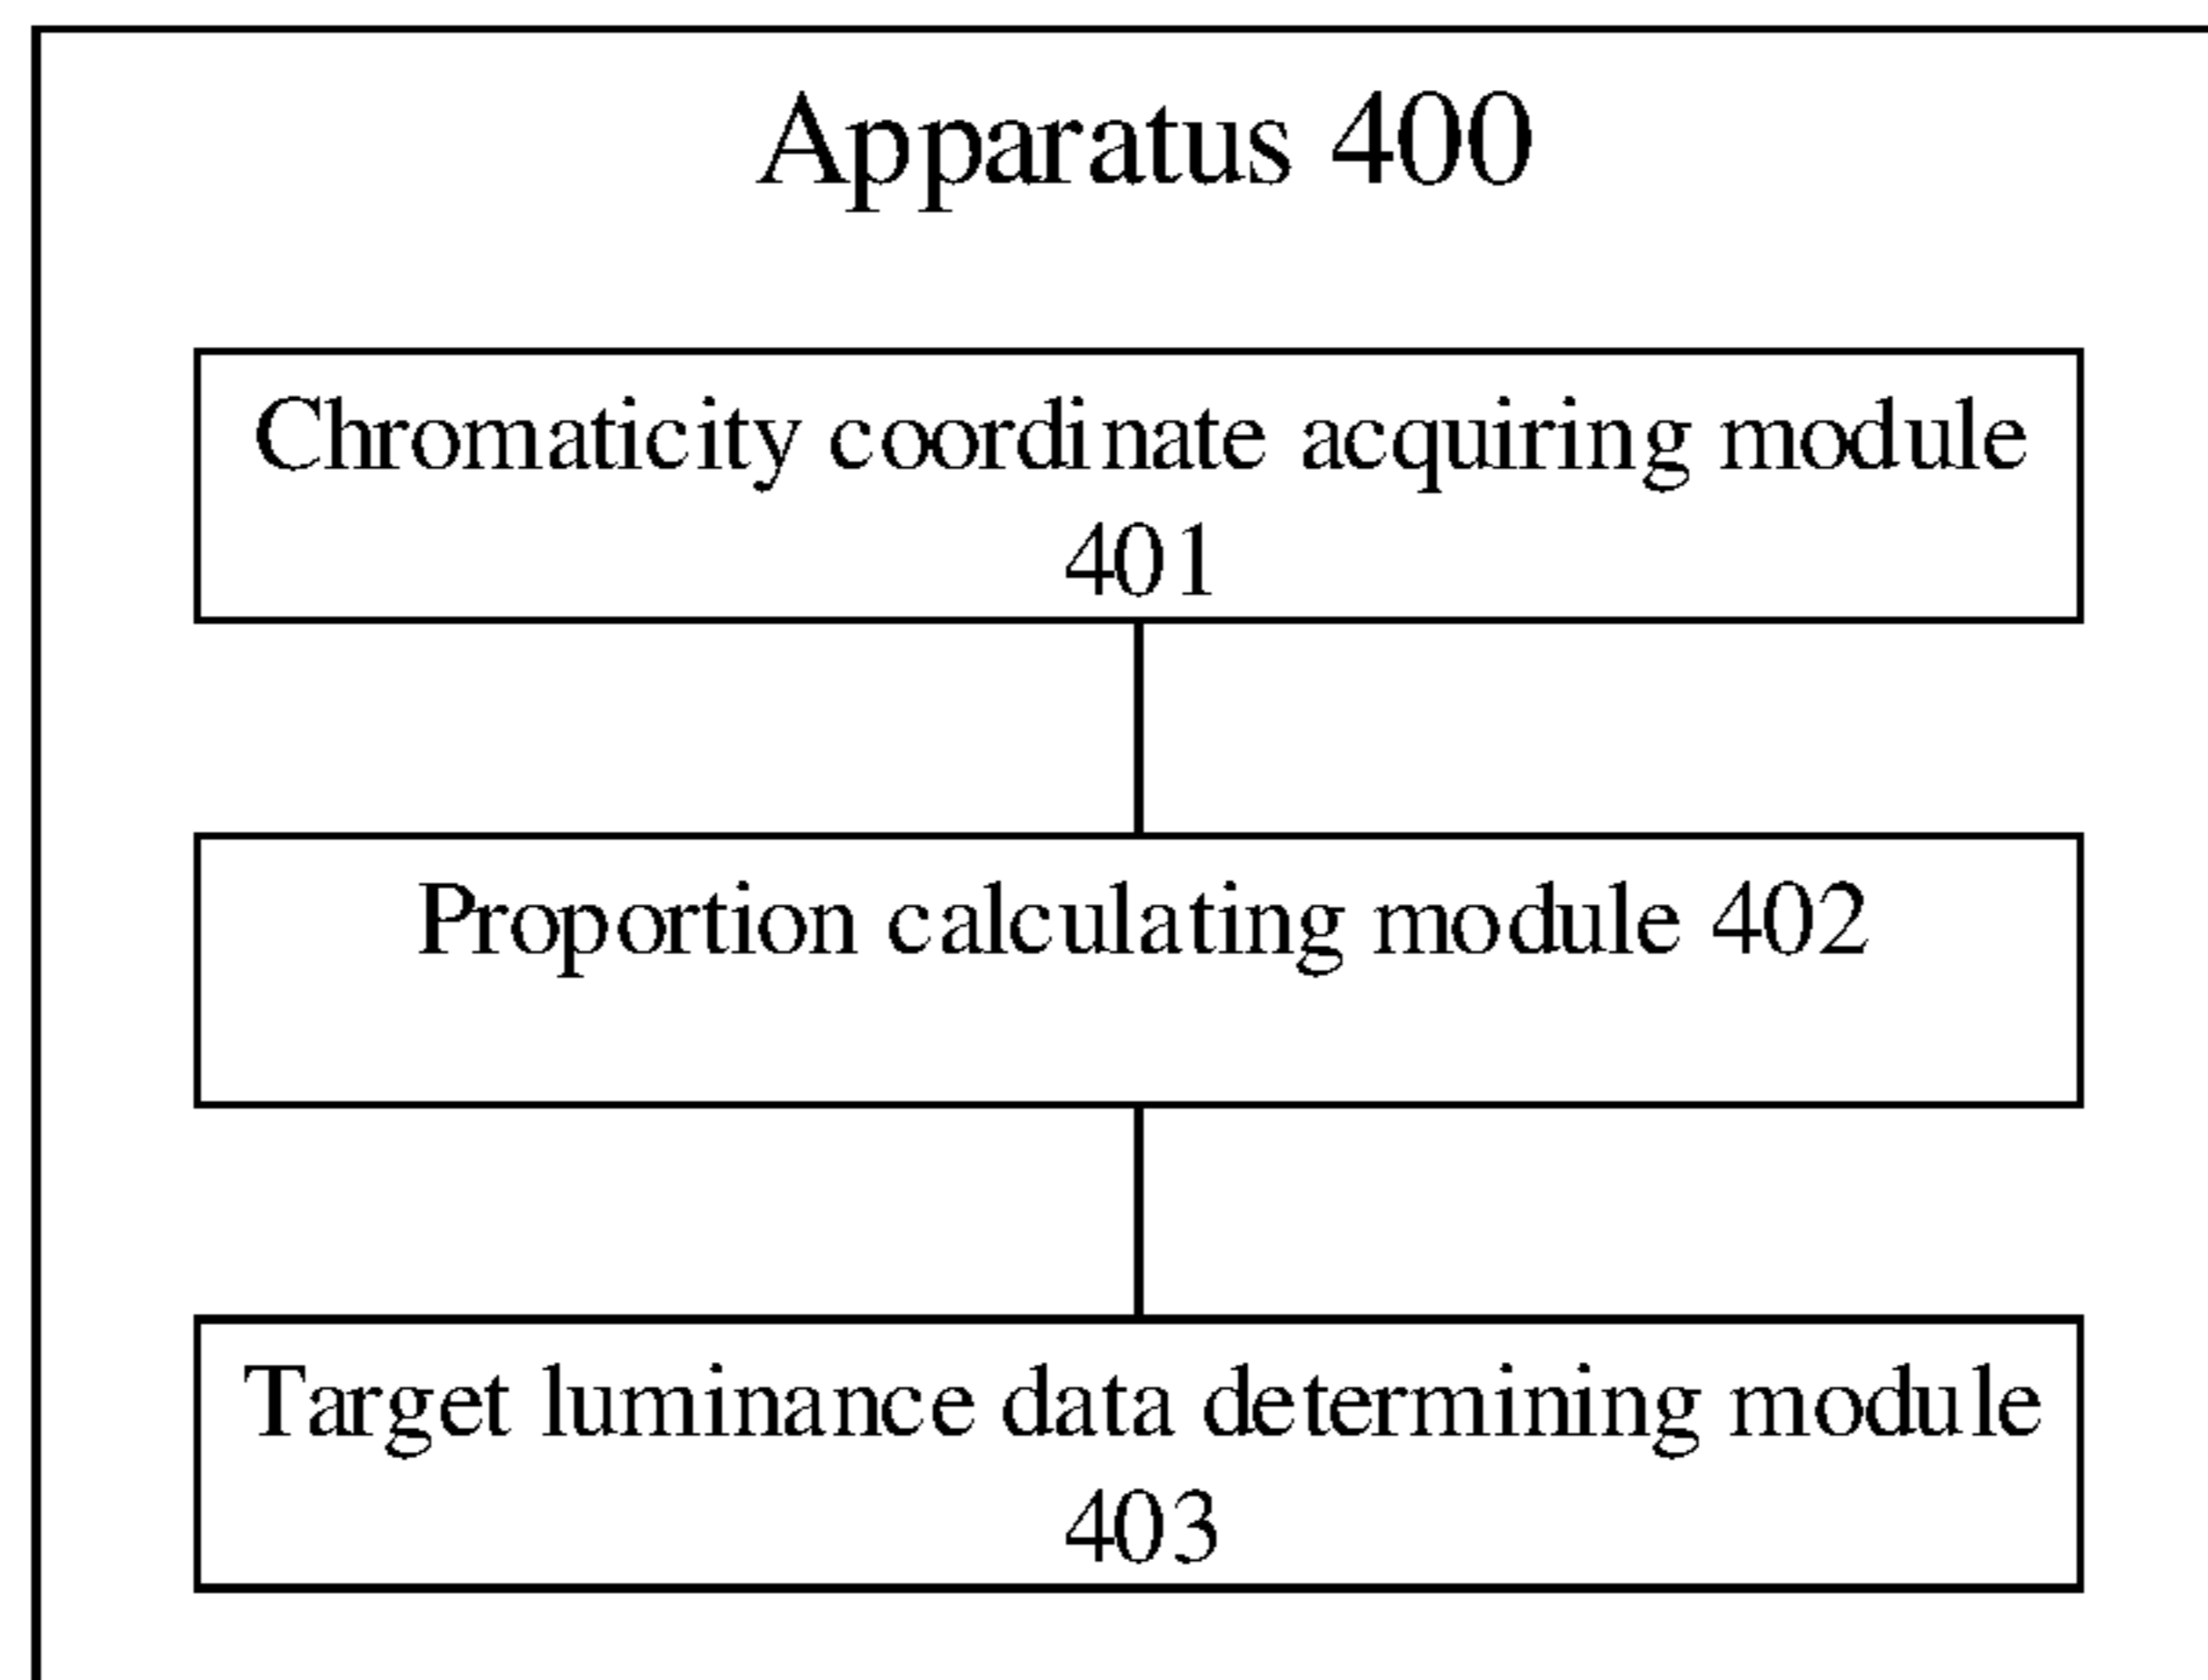 Apparatus 400
Chromaticity coordinate acquiring module
401
Proportion calculating module 402
Target luminance data determining module
403